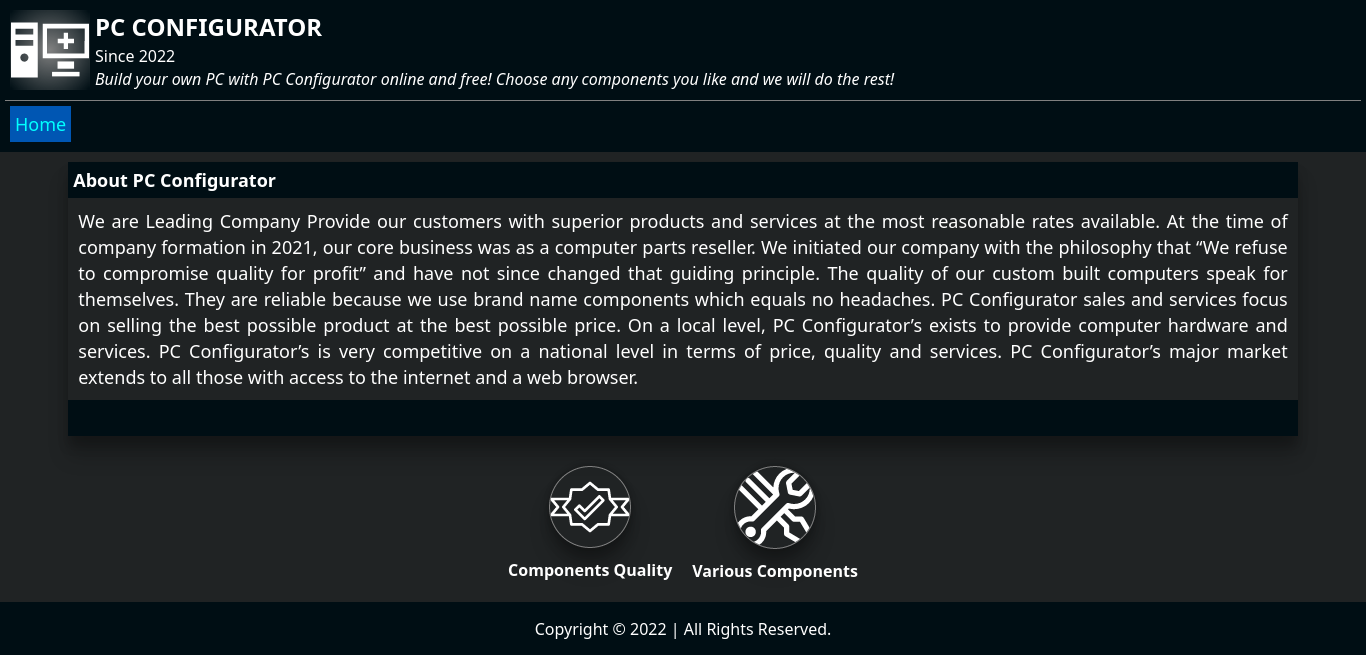 PC CONFIGURATOR
Since 2022
Build your own PC with PC Configurator online and free! Choose any components you like and we will do the rest!
Home
About PC Configurator
We are Leading Company Provide our customers with superior products and services at the most reasonable rates available. At the time of
company formation in 2021, our core business was as a computer parts reseller. We initiated our company with the philosophy that “We refuse
to compromise quality for profit” and have not since changed that guiding principle. The quality of our custom built computers speak for
themselves. They are reliable because we use brand name components which equals no headaches. PC Configurator sales and services focus
on selling the best possible product at the best possible price. On a local level, PC Configurator’s exists to provide computer hardware and
services. PC Configurator’s is very competitive on a national level in terms of price, quality and services. PC Configurator’s major market
extends to all those with access to the internet and a web browser.
Components Quality
Various Components
Copyright © 2022 | All Rights Reserved.